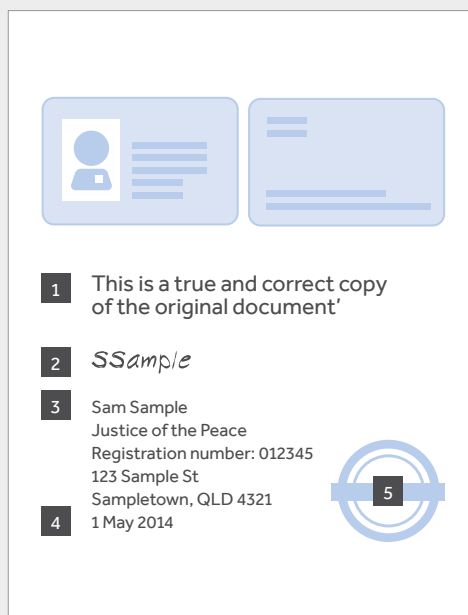 1 This is a true and correct copy
of the original document’
2 SSample
3 Sam Sample
Justice of the Peace
Registration number: 012345
123 Sample St
Sampletown, QLD 4321
4 1 May 2014
5